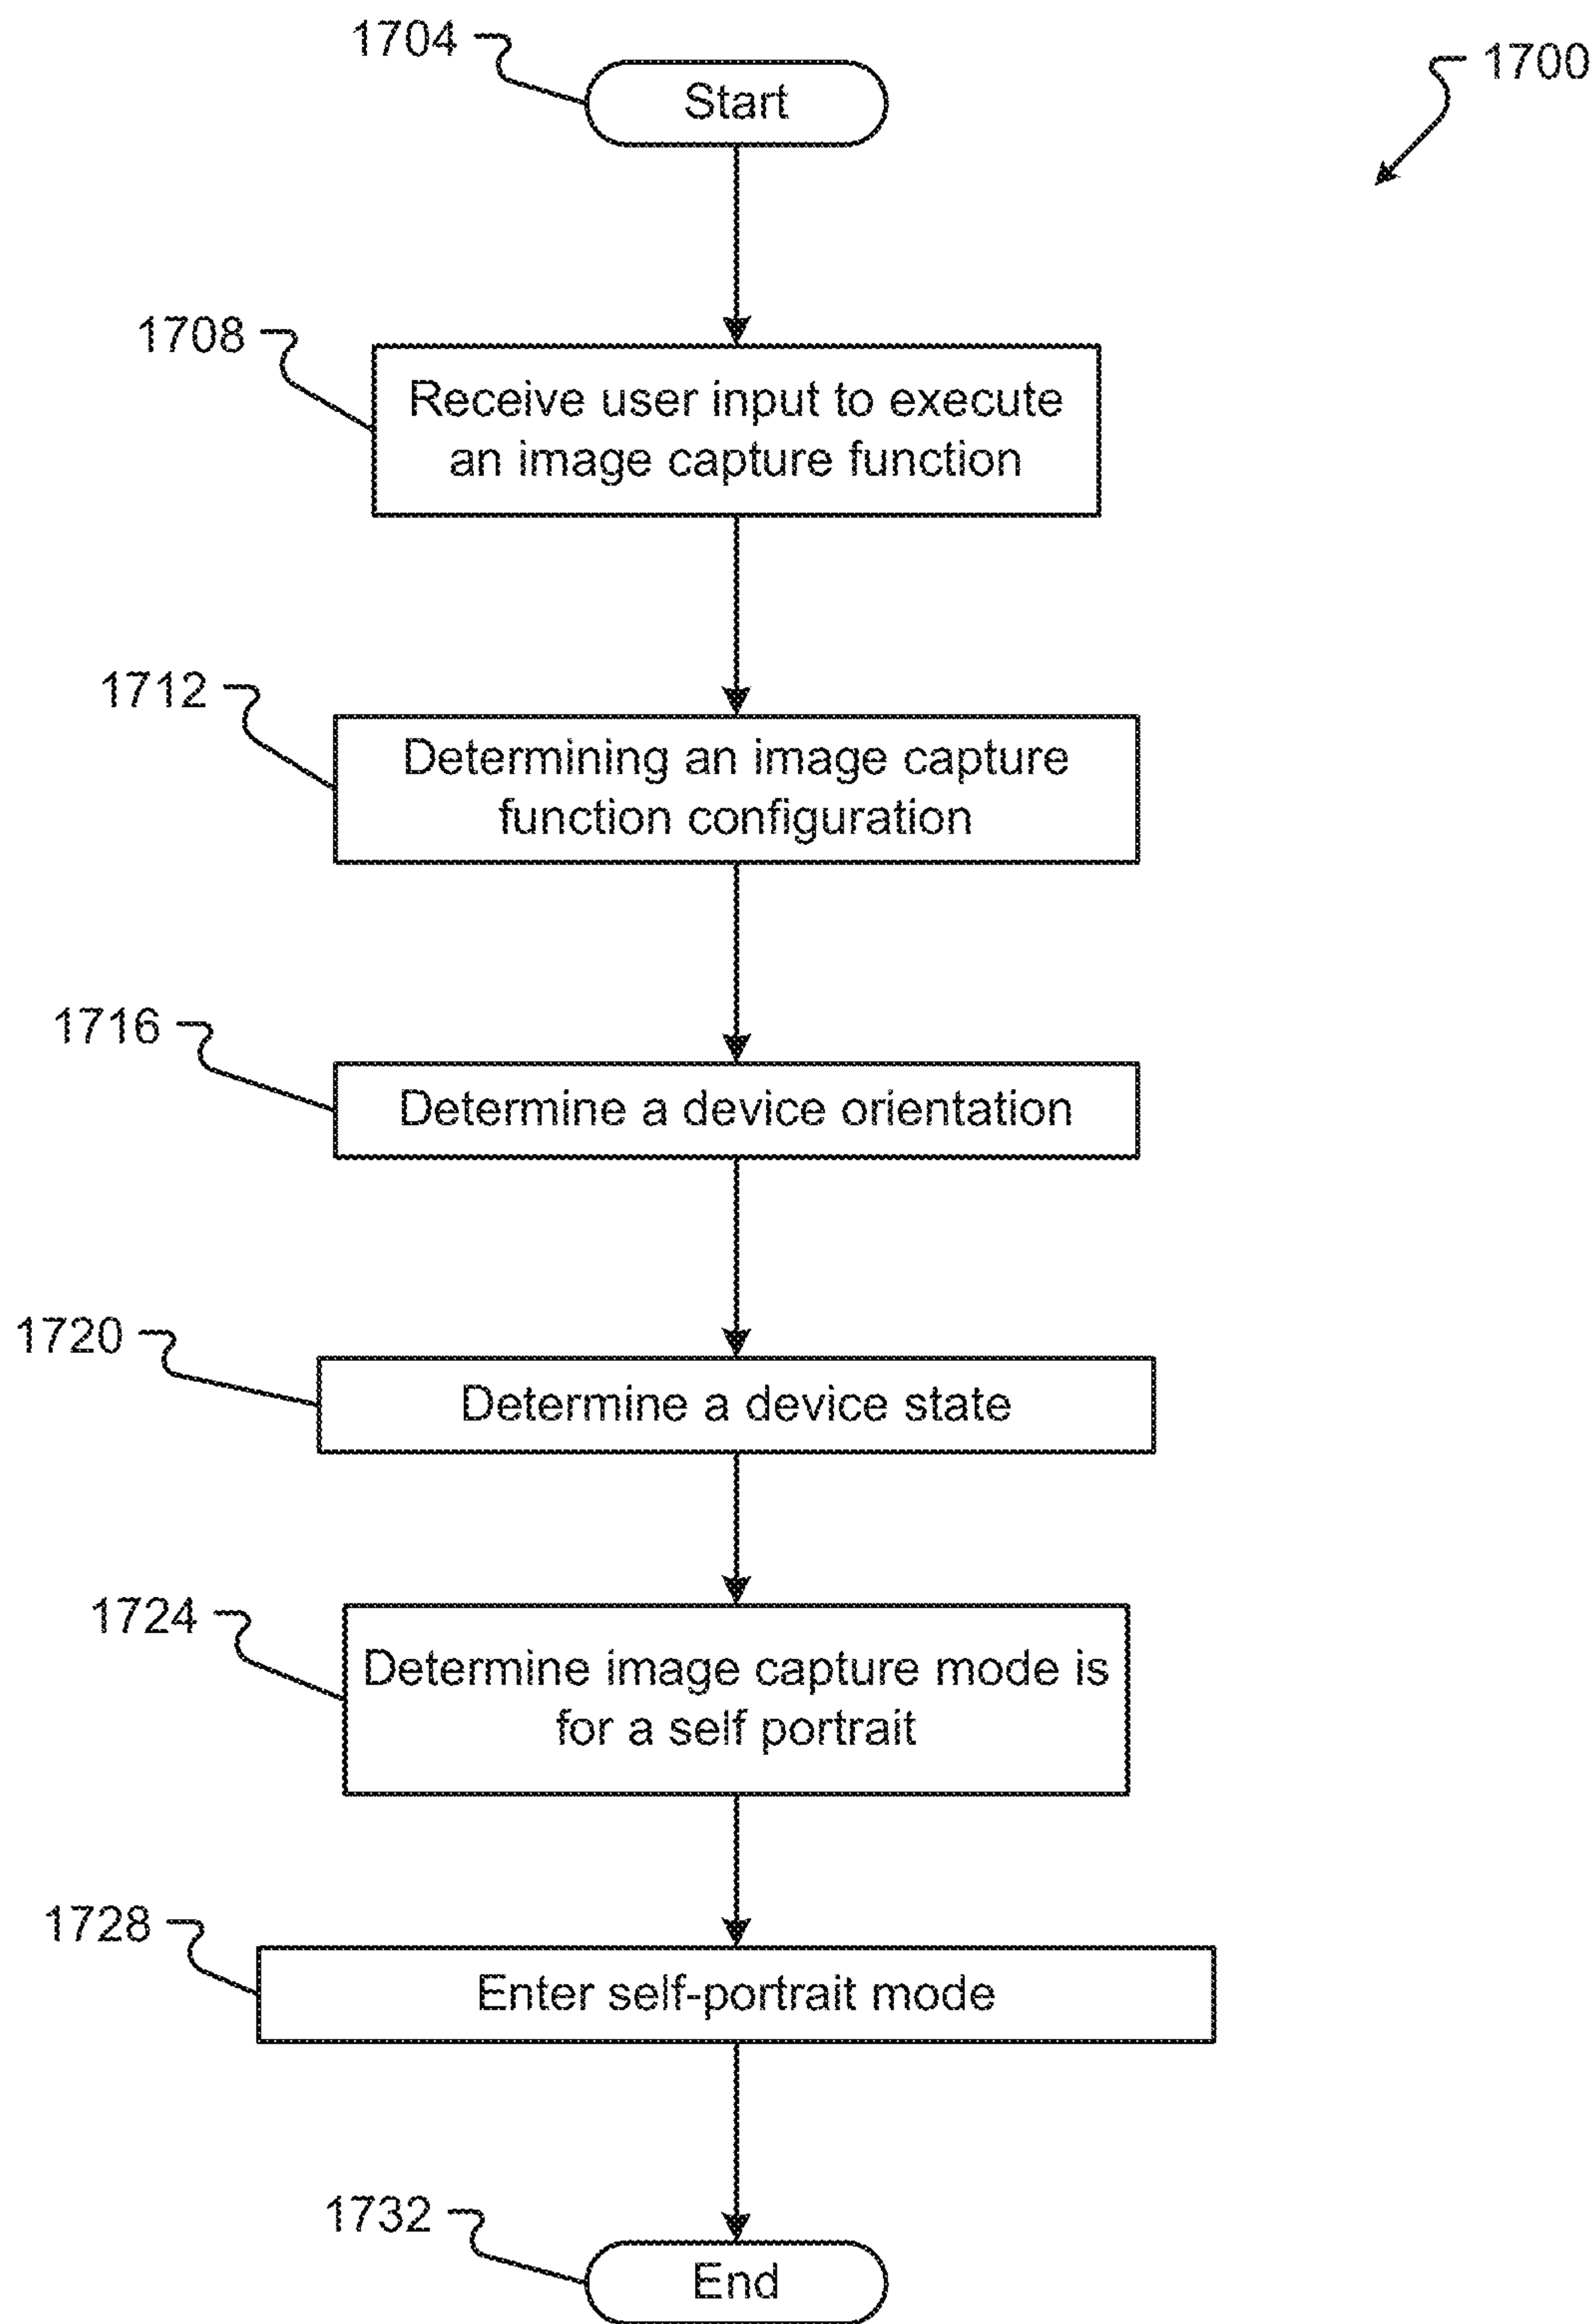 1704
Start
1700
1708
Receive user input to execute
an image capture function
1712
Determining an image capture
function configuration
1716
Determine a device orientation
1720
Determine a device state
1724
Determine image capture mode is
for a self portrait
1728
Enter self-portrait mode
1732
End